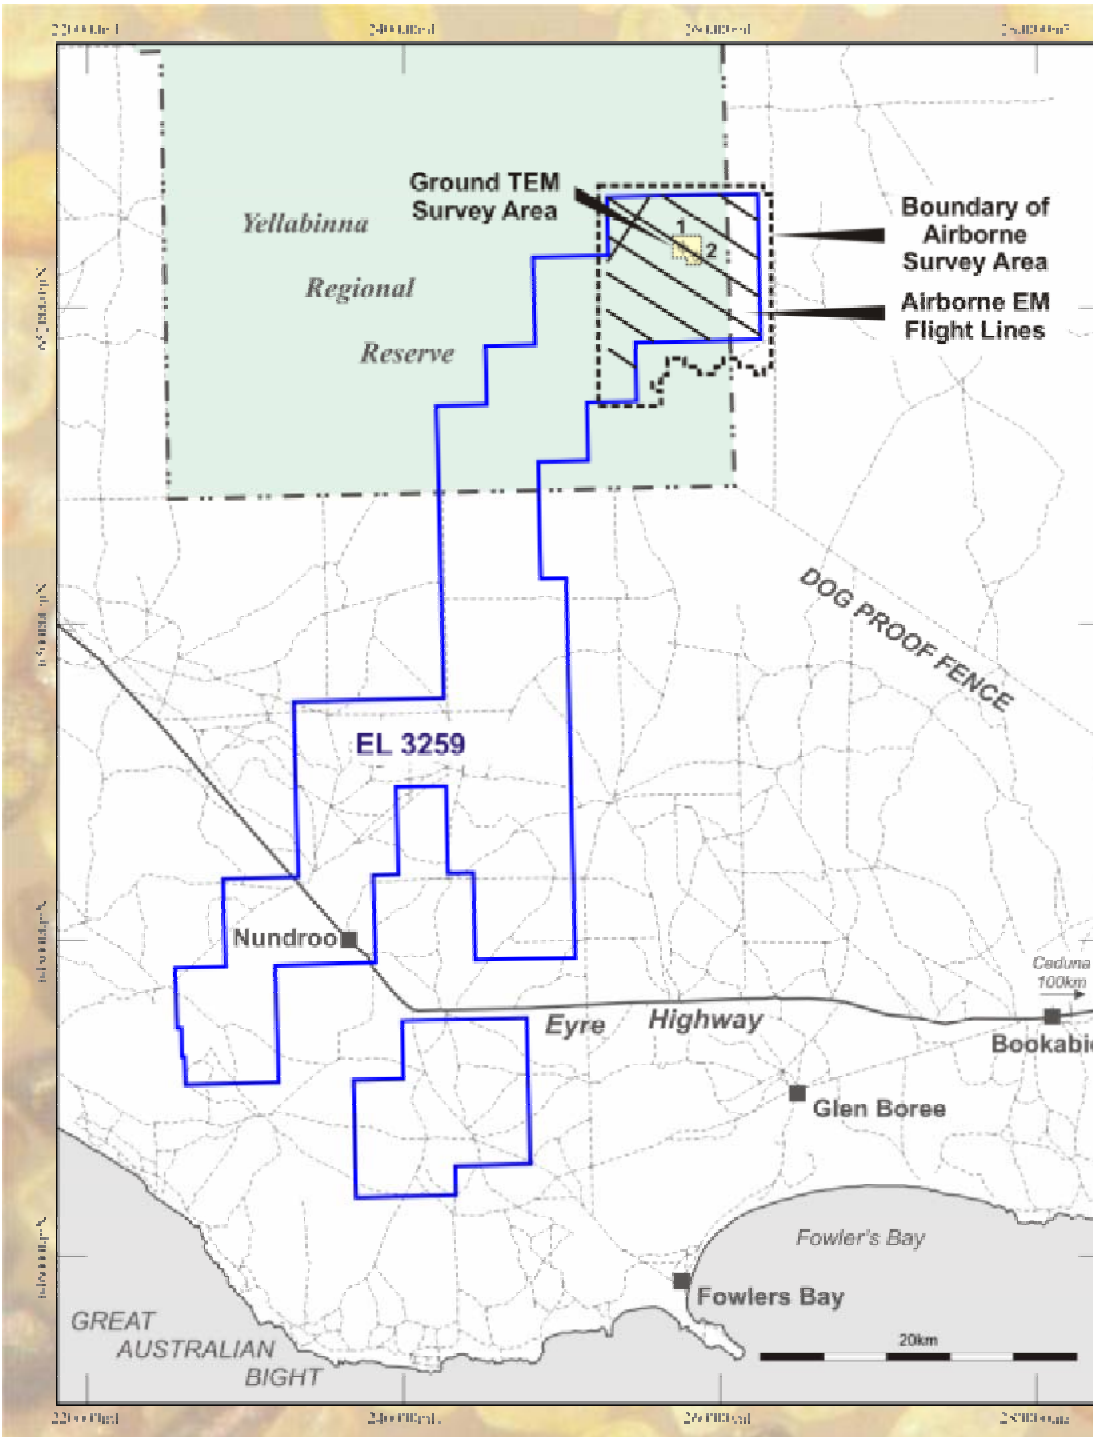 Ground TEM
Survey Area
Yellabinna
Regional
Reserve
1
2
Boundary of
Airborne
Survey Area
Airborne EM
Flight Lines
DOG PROOF FENCE
EL 3259
Nundroo
Ceduna
100km
Eyre Highway
Bookabie
Glen Boree
Fowler's Bay
Fowlers Bay
GREAT
AUSTRALIAN
BIGHT
20km